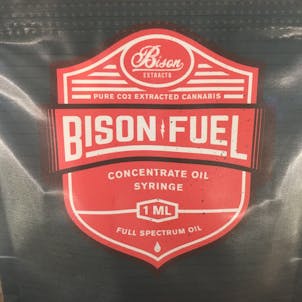 Bison
EXTRACTS
PURE CO2 EXTRACTED CANNABIS
BISON FUEL
CONCENTRATE OIL
SYRINGE
1 ML
FULL SPECTRUM OIL